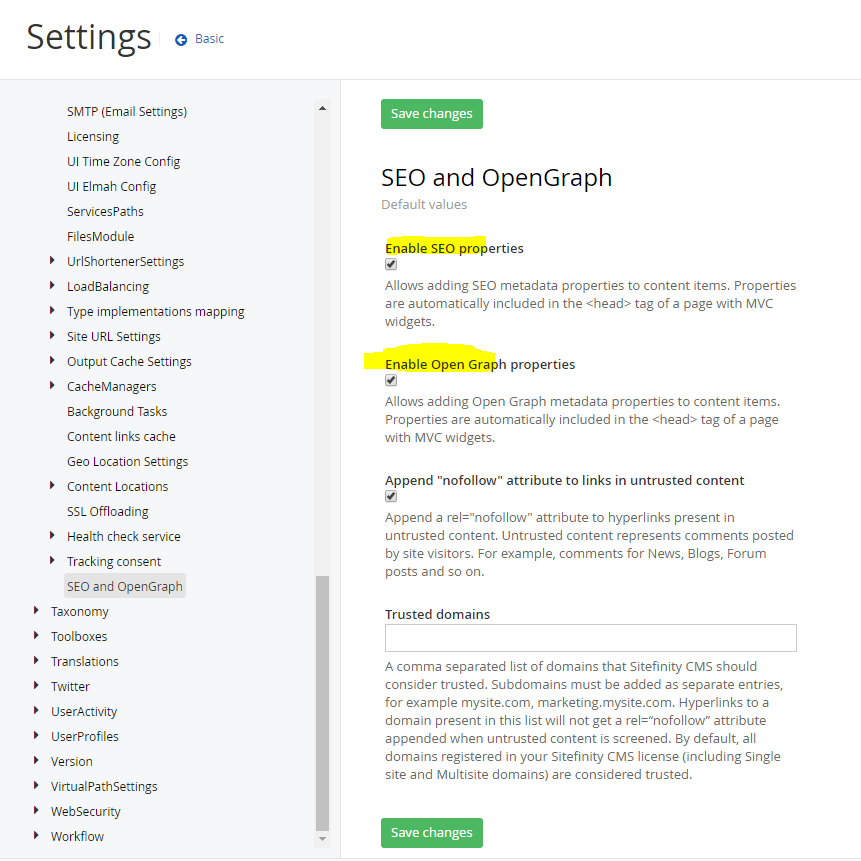 Settings
Basic
SMTP (Email Settings)
Licensing
UI Time Zone Config
UI Elmah Config
ServicesPaths
FilesModule
UrlShortenerSettings
LoadBalancing
Type implementations mapping
Site URL Settings
Output Cache Settings
CacheManagers
Background Tasks
Content links cache
Geo Location Settings
Content Locations
SSL Offloading
Health check service
Tracking consent
SEO and OpenGraph
Taxonomy
Toolboxes
Translations
Twitter
UserActivity
UserProfiles
Version
VirtualPathSettings
WebSecurity
Workflow
Save changes
SEO and OpenGraph
Default values
Enable SEO properties
Allows adding SEO metadata properties to content items. Properties
are automatically included in the <head> tag of a page with MVC
widgets.
Enable Open Graph properties
Allows adding Open Graph metadata properties to content items.
Properties are automatically included in the <head> tag of a page
with MVC widgets.
Append "nofollow" attribute to links in untrusted content
Append a rel="nofollow" attribute to hyperlinks present in
untrusted content. Untrusted content represents comments posted
by site visitors. For example, comments for News, Blogs, Forum
posts and so on.
Trusted domains
A comma separated list of domains that Sitefinity CMS should
consider trusted. Subdomains must be added as separate entries,
for example mysite.com, marketing.mysite.com. Hyperlinks to a
domain present in this list will not get a rel=“nofollow” attribute
appended when untrusted content is screened. By default, all
domains registered in your Sitefinity CMS license (including Single
site and Multisite domains) are considered trusted.
Save changes